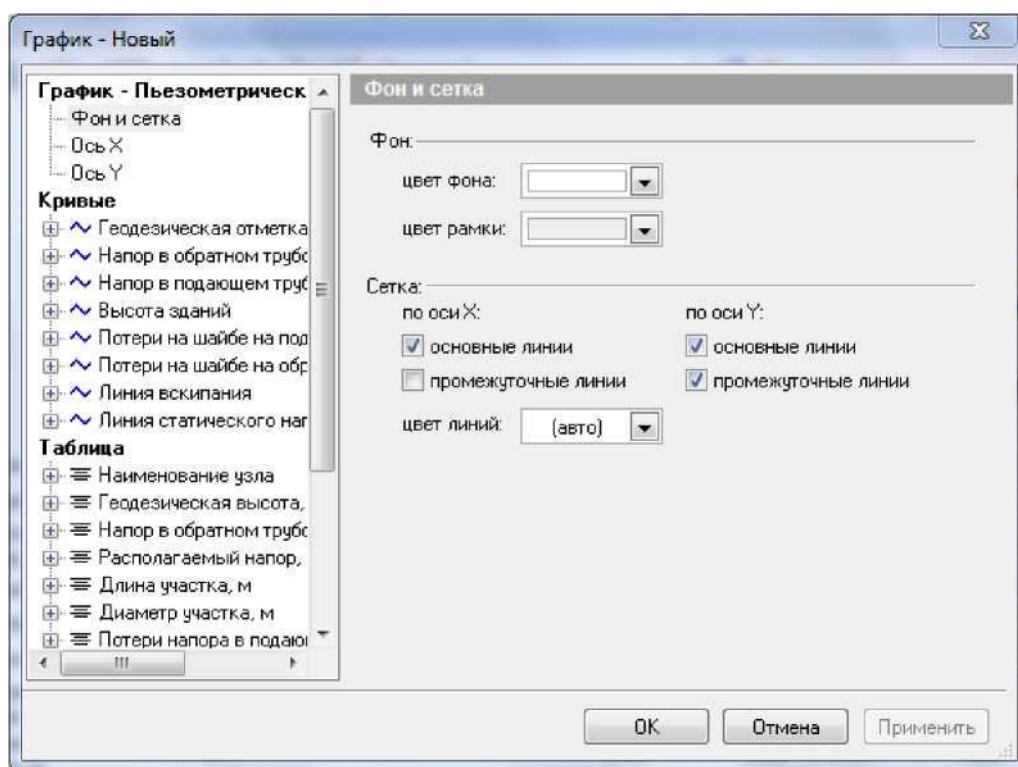 График - Новый
График - Пьезометрическ
Фон и сетка
Ось X
Ось Y
Кривые
Геодезическая отметка
Напор в обратном трубо
Напор в подающем труб
Высота зданий
Потери на шайбе на под
Потери на шайбе на обр
Линия вскипания
Линия статического нап
Таблица
Наименование узла
Геодезическая высота,
Напор в обратном трубо
Располагаемый напор,
Длина участка, м
Диаметр участка, м
Потери напора в подаю
Фон и сетка
Фон:
цвет фона:
цвет рамки:
Сетка:
по оси X: по оси Y:
основные линии основные линии
промежуточные линии промежуточные линии
цвет линий: (авто)
ОК Отмена Применить